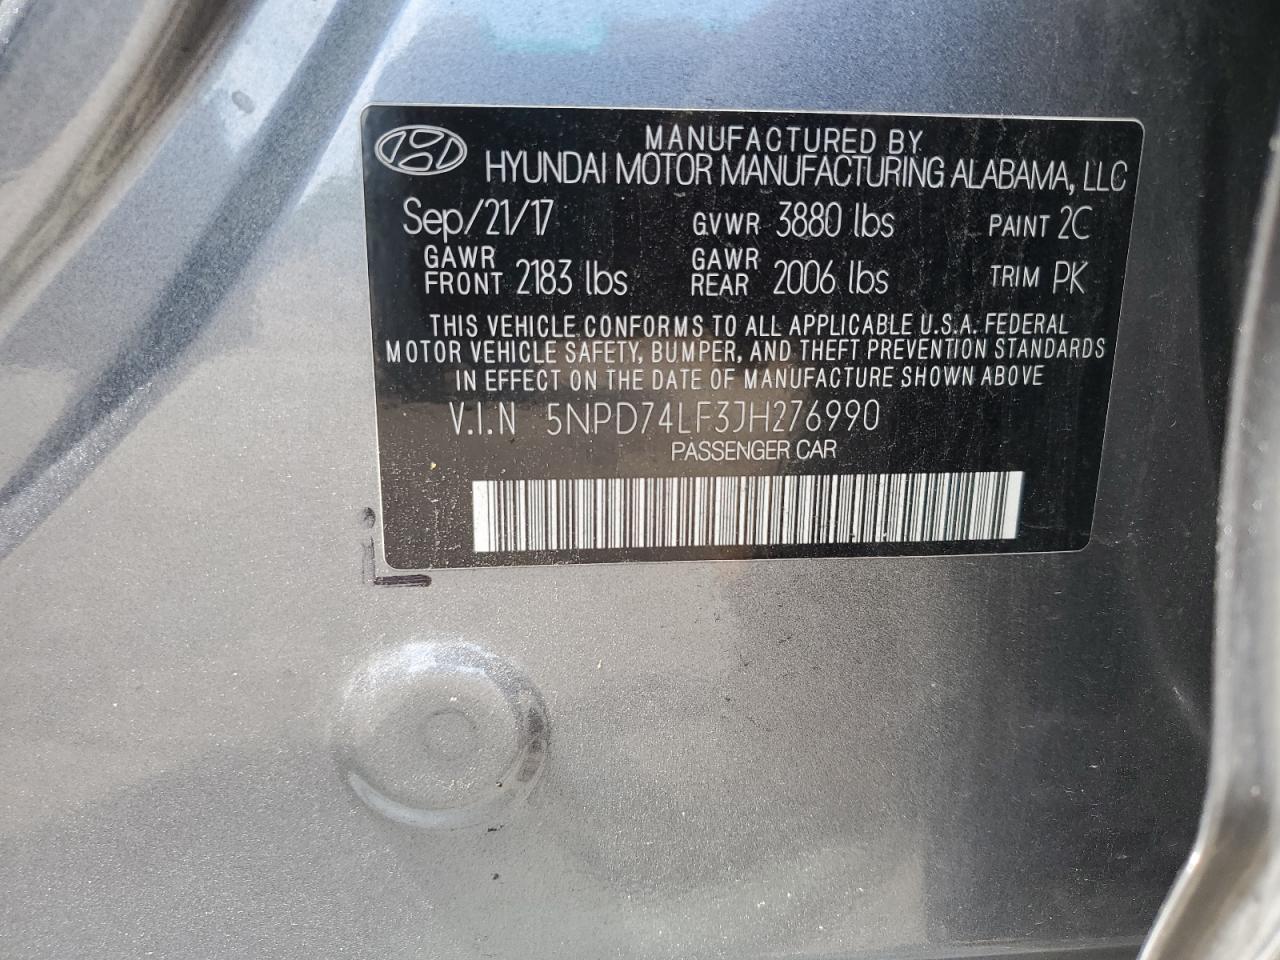 MANUFACTURED BY
HYUNDAI MOTOR MANUFACTURING ALABAMA, LLC
Sep/21/17 GVWR 3880 lbs PAINT 2C
GAWR FRONT 2183 lbs GAWR REAR 2006 lbs TRIM PK
THIS VEHICLE CONFORMS TO ALL APPLICABLE U.S.A. FEDERAL
MOTOR VEHICLE SAFETY, BUMPER, AND THEFT PREVENTION STANDARDS
IN EFFECT ON THE DATE OF MANUFACTURE SHOWN ABOVE
V.I.N 5NPD74LF3JH276990
PASSENGER CAR